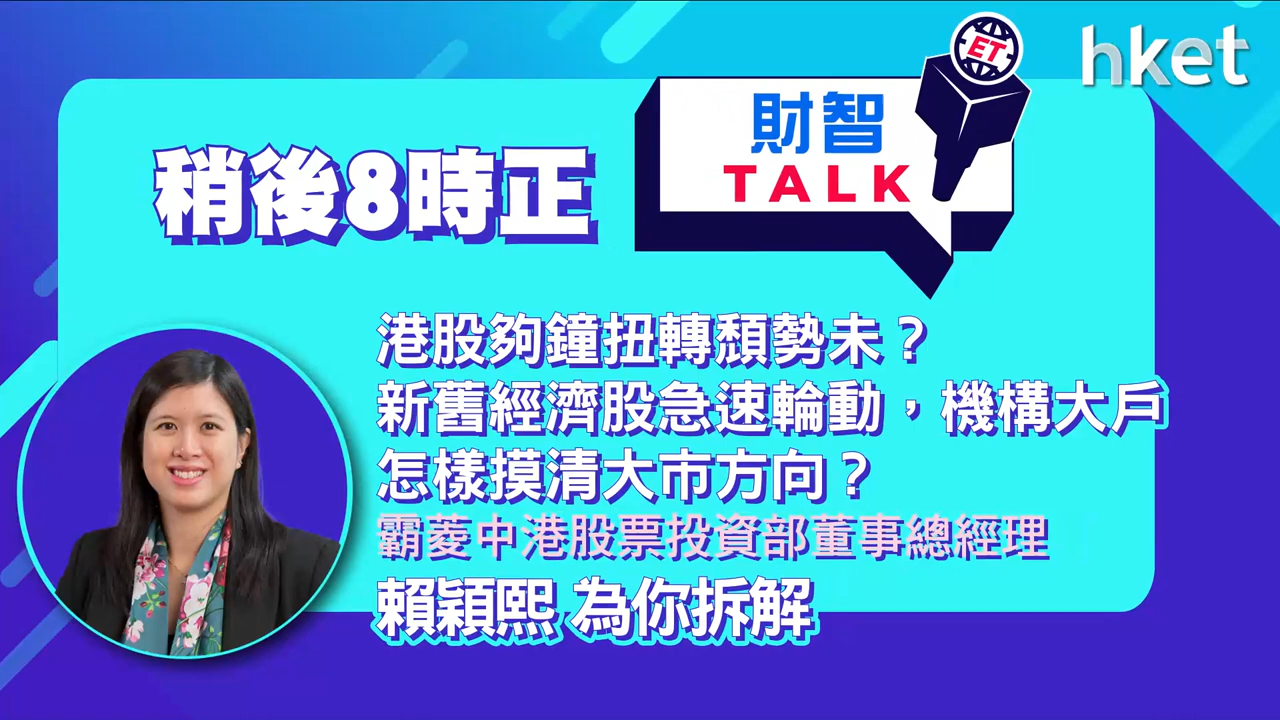 hket
ET
財智
TALK
稍後8時正
港股夠鐘扭轉頹勢未？
新舊經濟股急速輪動，機構大戶
怎樣摸清大市方向？
霸菱中港股票投資部董事總經理
賴穎熙 為你拆解